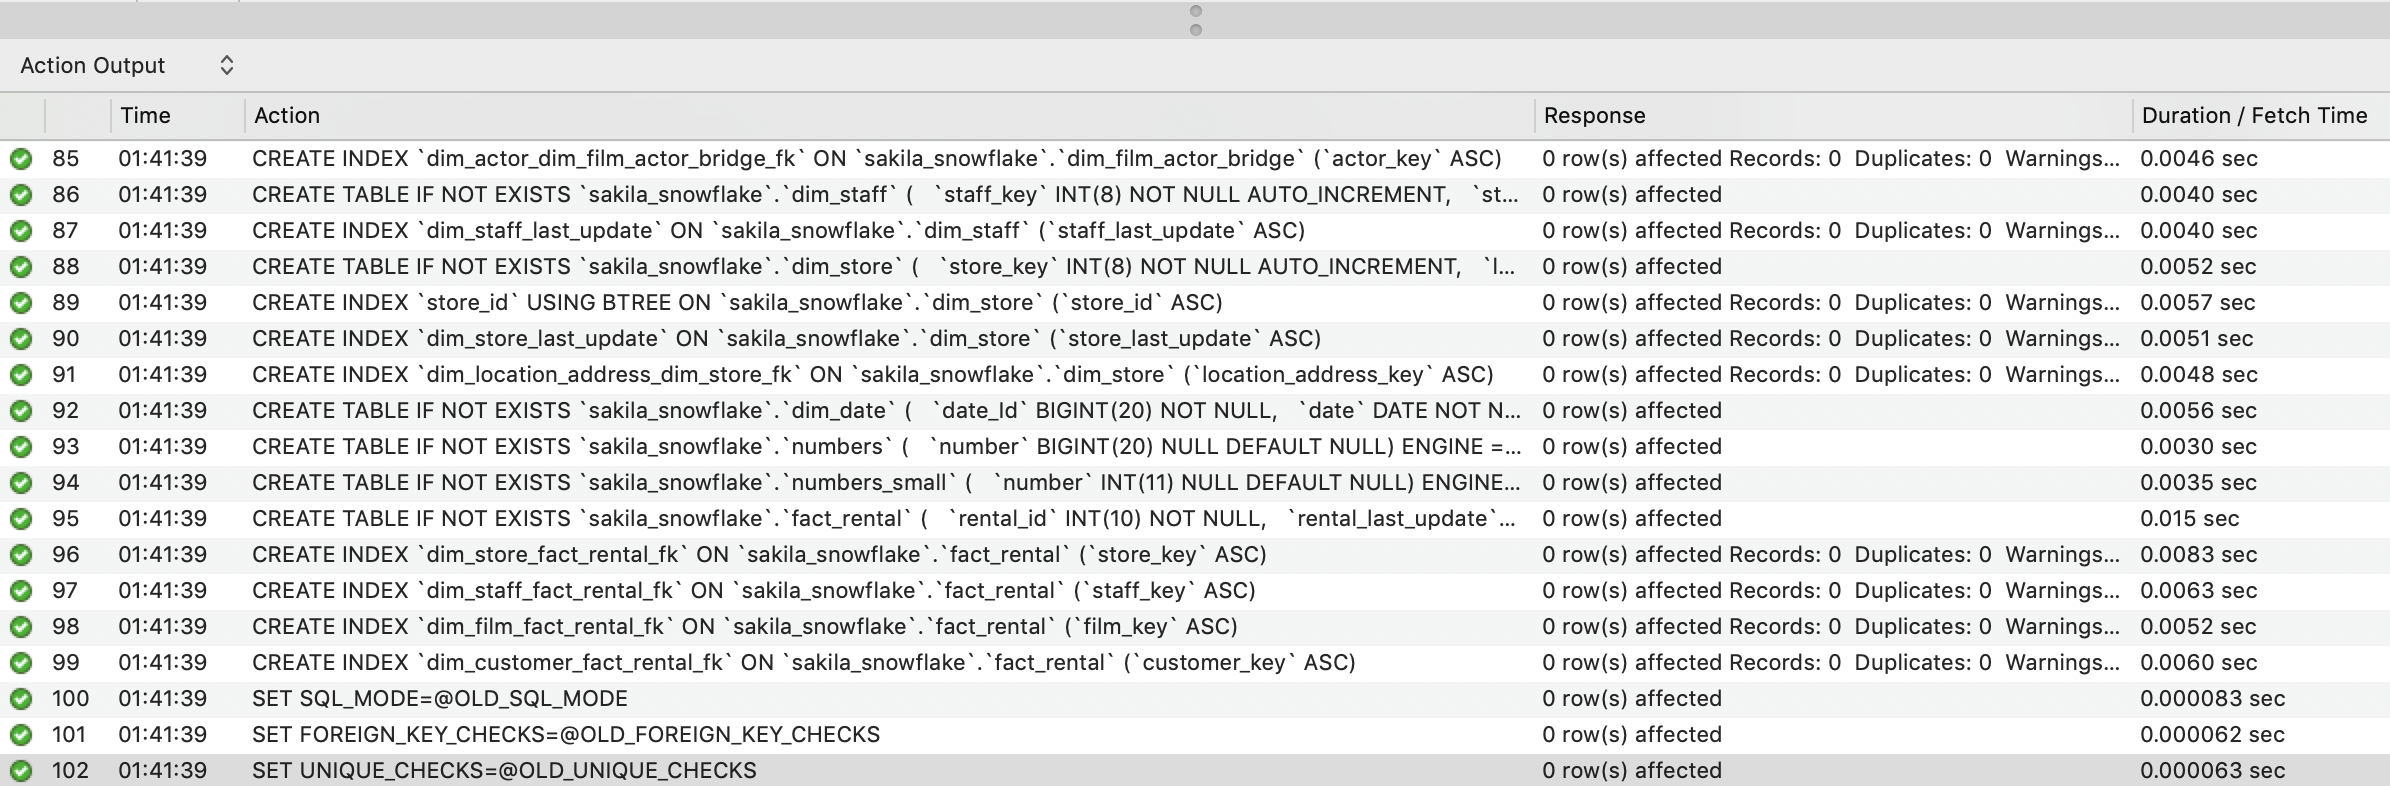 Action Output
Time Action Response Duration / Fetch Time
85 01:41:39 CREATE INDEX `dim_actor_dim_film_actor_bridge_fk` ON `sakila_snowflake`.`dim_film_actor_bridge` (`actor_key` ASC) 0 row(s) affected Records: 0  Duplicates: 0  Warnings... 0.0046 sec
86 01:41:39 CREATE TABLE IF NOT EXISTS `sakila_snowflake`.`dim_staff` (   `staff_key` INT(8) NOT NULL AUTO_INCREMENT,   `st... 0 row(s) affected 0.0040 sec
87 01:41:39 CREATE INDEX `dim_staff_last_update` ON `sakila_snowflake`.`dim_staff` (`staff_last_update` ASC) 0 row(s) affected Records: 0  Duplicates: 0  Warnings... 0.0040 sec
88 01:41:39 CREATE TABLE IF NOT EXISTS `sakila_snowflake`.`dim_store` (   `store_key` INT(8) NOT NULL AUTO_INCREMENT,   `l... 0 row(s) affected 0.0052 sec
89 01:41:39 CREATE INDEX `store_id` USING BTREE ON `sakila_snowflake`.`dim_store` (`store_id` ASC) 0 row(s) affected Records: 0  Duplicates: 0  Warnings... 0.0057 sec
90 01:41:39 CREATE INDEX `dim_store_last_update` ON `sakila_snowflake`.`dim_store` (`store_last_update` ASC) 0 row(s) affected Records: 0  Duplicates: 0  Warnings... 0.0051 sec
91 01:41:39 CREATE INDEX `dim_location_address_dim_store_fk` ON `sakila_snowflake`.`dim_store` (`location_address_key` ASC) 0 row(s) affected Records: 0  Duplicates: 0  Warnings... 0.0048 sec
92 01:41:39 CREATE TABLE IF NOT EXISTS `sakila_snowflake`.`dim_date` (   `date_Id` BIGINT(20) NOT NULL,   `date` DATE NOT N... 0 row(s) affected 0.0056 sec
93 01:41:39 CREATE TABLE IF NOT EXISTS `sakila_snowflake`.`numbers` (   `number` BIGINT(20) NULL DEFAULT NULL) ENGINE =... 0 row(s) affected 0.0030 sec
94 01:41:39 CREATE TABLE IF NOT EXISTS `sakila_snowflake`.`numbers_small` (   `number` INT(11) NULL DEFAULT NULL) ENGINE... 0 row(s) affected 0.0035 sec
95 01:41:39 CREATE TABLE IF NOT EXISTS `sakila_snowflake`.`fact_rental` (   `rental_id` INT(10) NOT NULL,   `rental_last_update`... 0 row(s) affected 0.015 sec
96 01:41:39 CREATE INDEX `dim_store_fact_rental_fk` ON `sakila_snowflake`.`fact_rental` (`store_key` ASC) 0 row(s) affected Records: 0  Duplicates: 0  Warnings... 0.0083 sec
97 01:41:39 CREATE INDEX `dim_staff_fact_rental_fk` ON `sakila_snowflake`.`fact_rental` (`staff_key` ASC) 0 row(s) affected Records: 0  Duplicates: 0  Warnings... 0.0063 sec
98 01:41:39 CREATE INDEX `dim_film_fact_rental_fk` ON `sakila_snowflake`.`fact_rental` (`film_key` ASC) 0 row(s) affected Records: 0  Duplicates: 0  Warnings... 0.0052 sec
99 01:41:39 CREATE INDEX `dim_customer_fact_rental_fk` ON `sakila_snowflake`.`fact_rental` (`customer_key` ASC) 0 row(s) affected Records: 0  Duplicates: 0  Warnings... 0.0060 sec
100 01:41:39 SET SQL_MODE=@OLD_SQL_MODE 0 row(s) affected 0.000083 sec
101 01:41:39 SET FOREIGN_KEY_CHECKS=@OLD_FOREIGN_KEY_CHECKS 0 row(s) affected 0.000062 sec
102 01:41:39 SET UNIQUE_CHECKS=@OLD_UNIQUE_CHECKS 0 row(s) affected 0.000063 sec